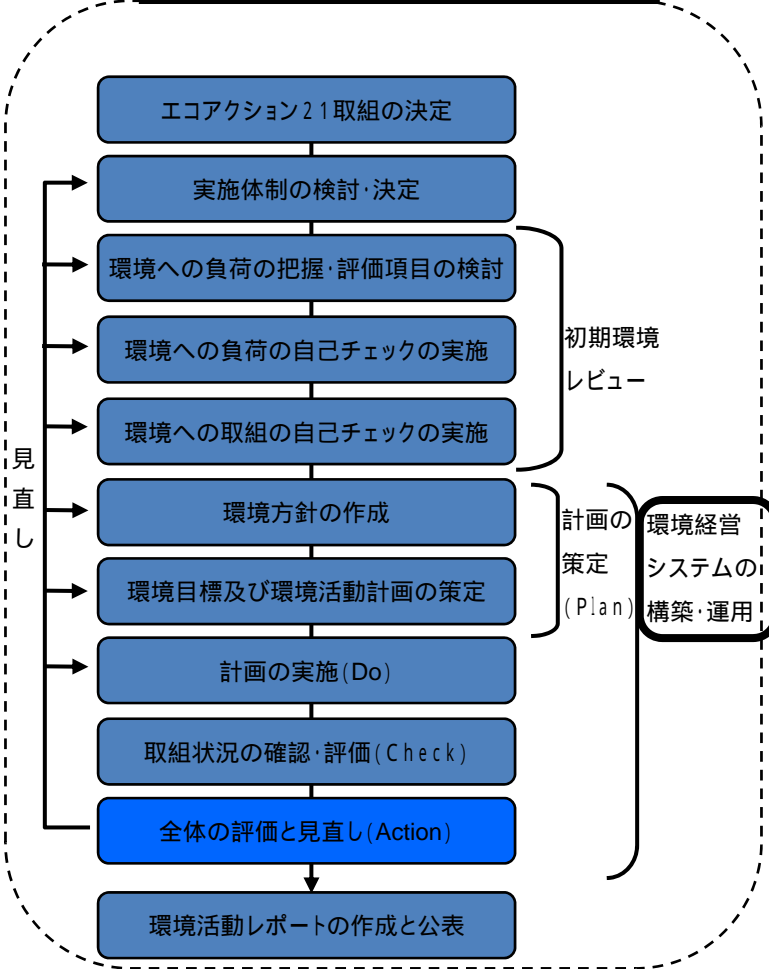 エコアクション21取組の決定
実施体制の検討・決定
環境への負荷の把握・評価項目の検討
環境への負荷の自己チェックの実施
環境への取組の自己チェックの実施
初期環境
レビュー
見
直
し
環境方針の作成
環境目標及び環境活動計画の策定
計画の
策定
(Plan)
環境経営
システムの
構築・運用
計画の実施(Do)
取組状況の確認・評価(Check)
全体の評価と見直し(Action)
環境活動レポートの作成と公表